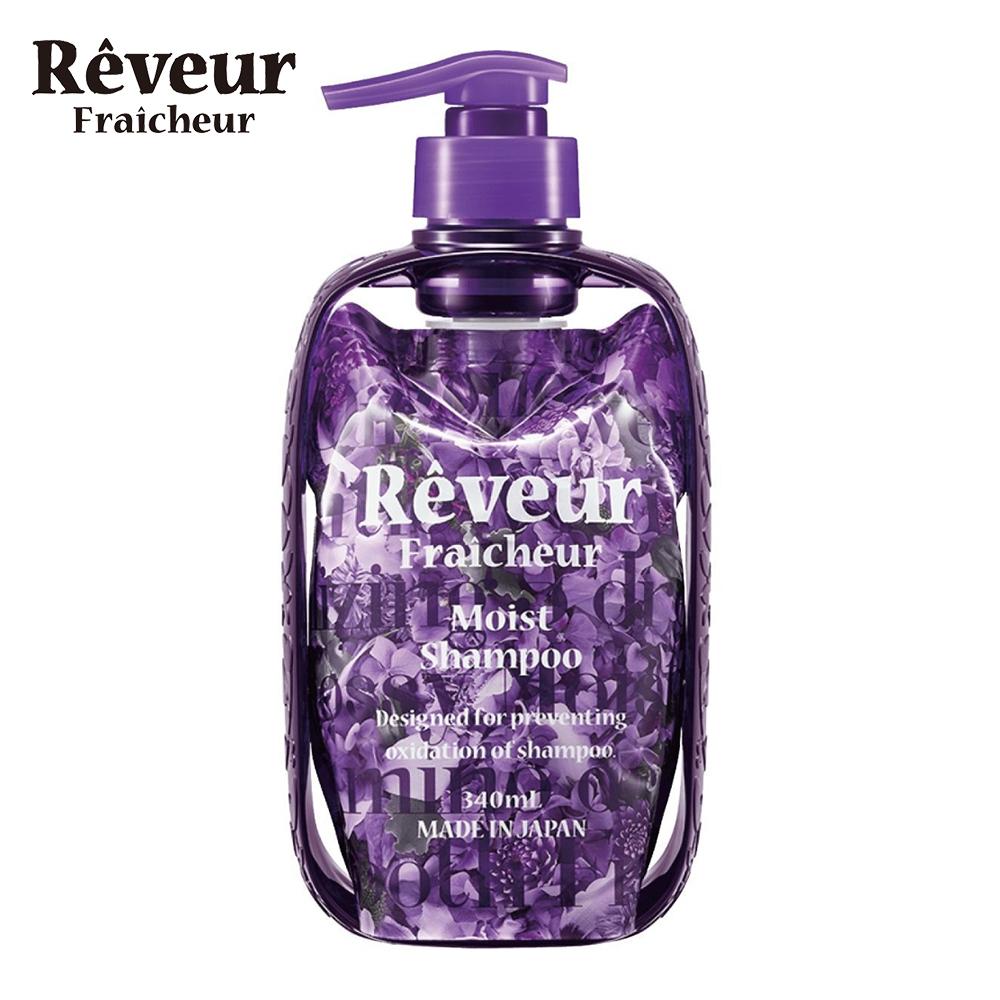 Rêveur
Fraîcheur
Rêveur
Fraîcheur
Moist
Shampoo
Designed for preventing
oxidation of shampoo.
340mL
MADE IN JAPAN